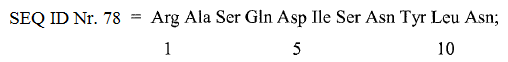 SEQ ID Nr. 78 = Arg Ala Ser Gln Asp Ile Ser Asn Tyr Leu Asn;
1 5 10